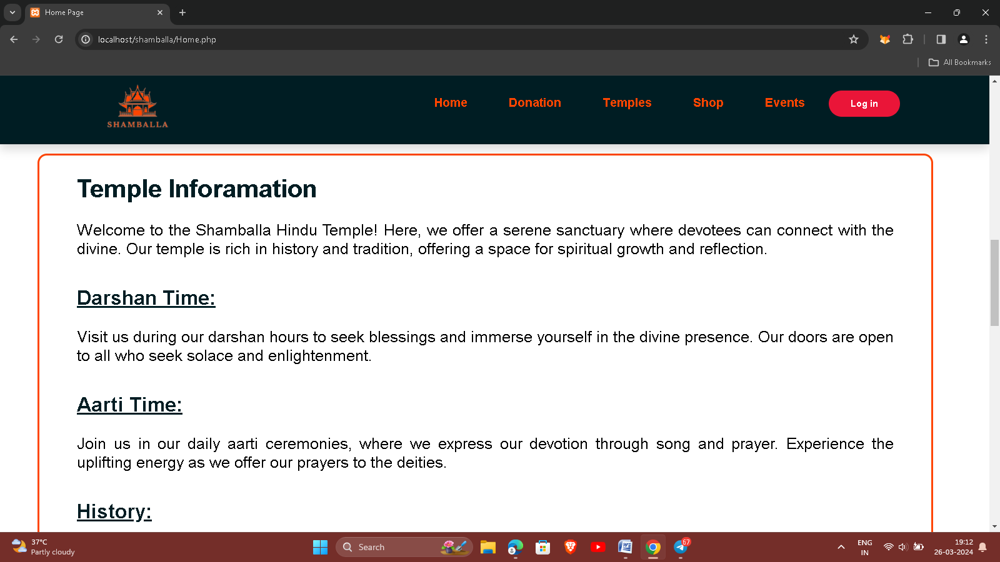 Home Page
localhost/shamballa/Home.php
All Bookmarks
SHAMBALLA
Home Donation Temples Shop Events Log in
Temple Inforamation
Welcome to the Shamballa Hindu Temple! Here, we offer a serene sanctuary where devotees can connect with the
divine. Our temple is rich in history and tradition, offering a space for spiritual growth and reflection.
Darshan Time:
Visit us during our darshan hours to seek blessings and immerse yourself in the divine presence. Our doors are open
to all who seek solace and enlightenment.
Aarti Time:
Join us in our daily aarti ceremonies, where we express our devotion through song and prayer. Experience the
uplifting energy as we offer our prayers to the deities.
History:
37°C
Partly cloudy
Search
67
ENG
IN
19:12
26-03-2024